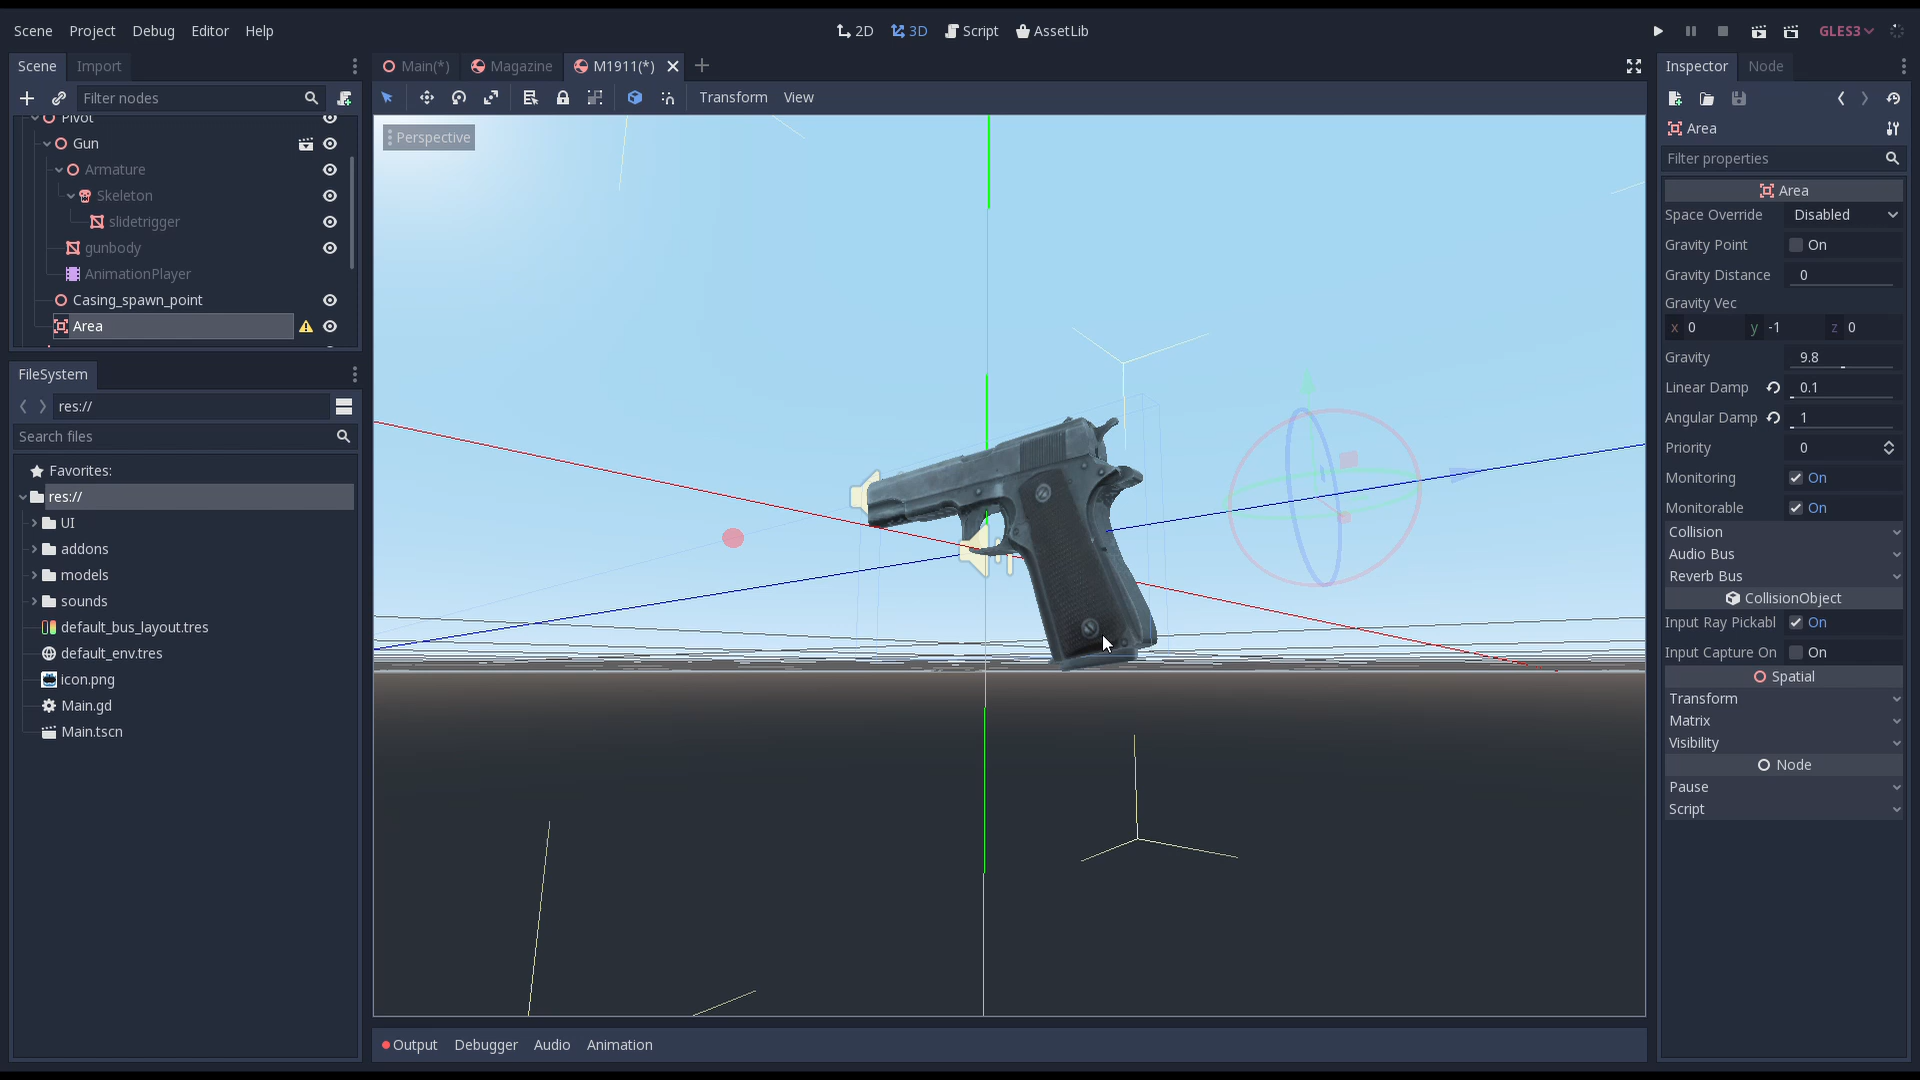 Scene Project Debug Editor Help
2D 3D Script AssetLib
GLES3
Scene Import
Filter nodes
Pivot
Gun
Armature
Skeleton
slidetrigger
gunbody
AnimationPlayer
Casing_spawn_point
Area
FileSystem
res://
Search files
Favorites:
res://
UI
addons
models
sounds
default_bus_layout.tres
default_env.tres
icon.png
Main.gd
Main.tscn
Main(*) Magazine M1911(*)
Transform View
Perspective
Output Debugger Audio Animation
Inspector Node
Area
Filter properties
Area
Space Override Disabled
Gravity Point On
Gravity Distance 0
Gravity Vec
x 0 y -1 z 0
Gravity 9.8
Linear Damp 0.1
Angular Damp 1
Priority 0
Monitoring On
Monitorable On
Collision
Audio Bus
Reverb Bus
CollisionObject
Input Ray Pickabl On
Input Capture On On
Spatial
Transform
Matrix
Visibility
Node
Pause
Script